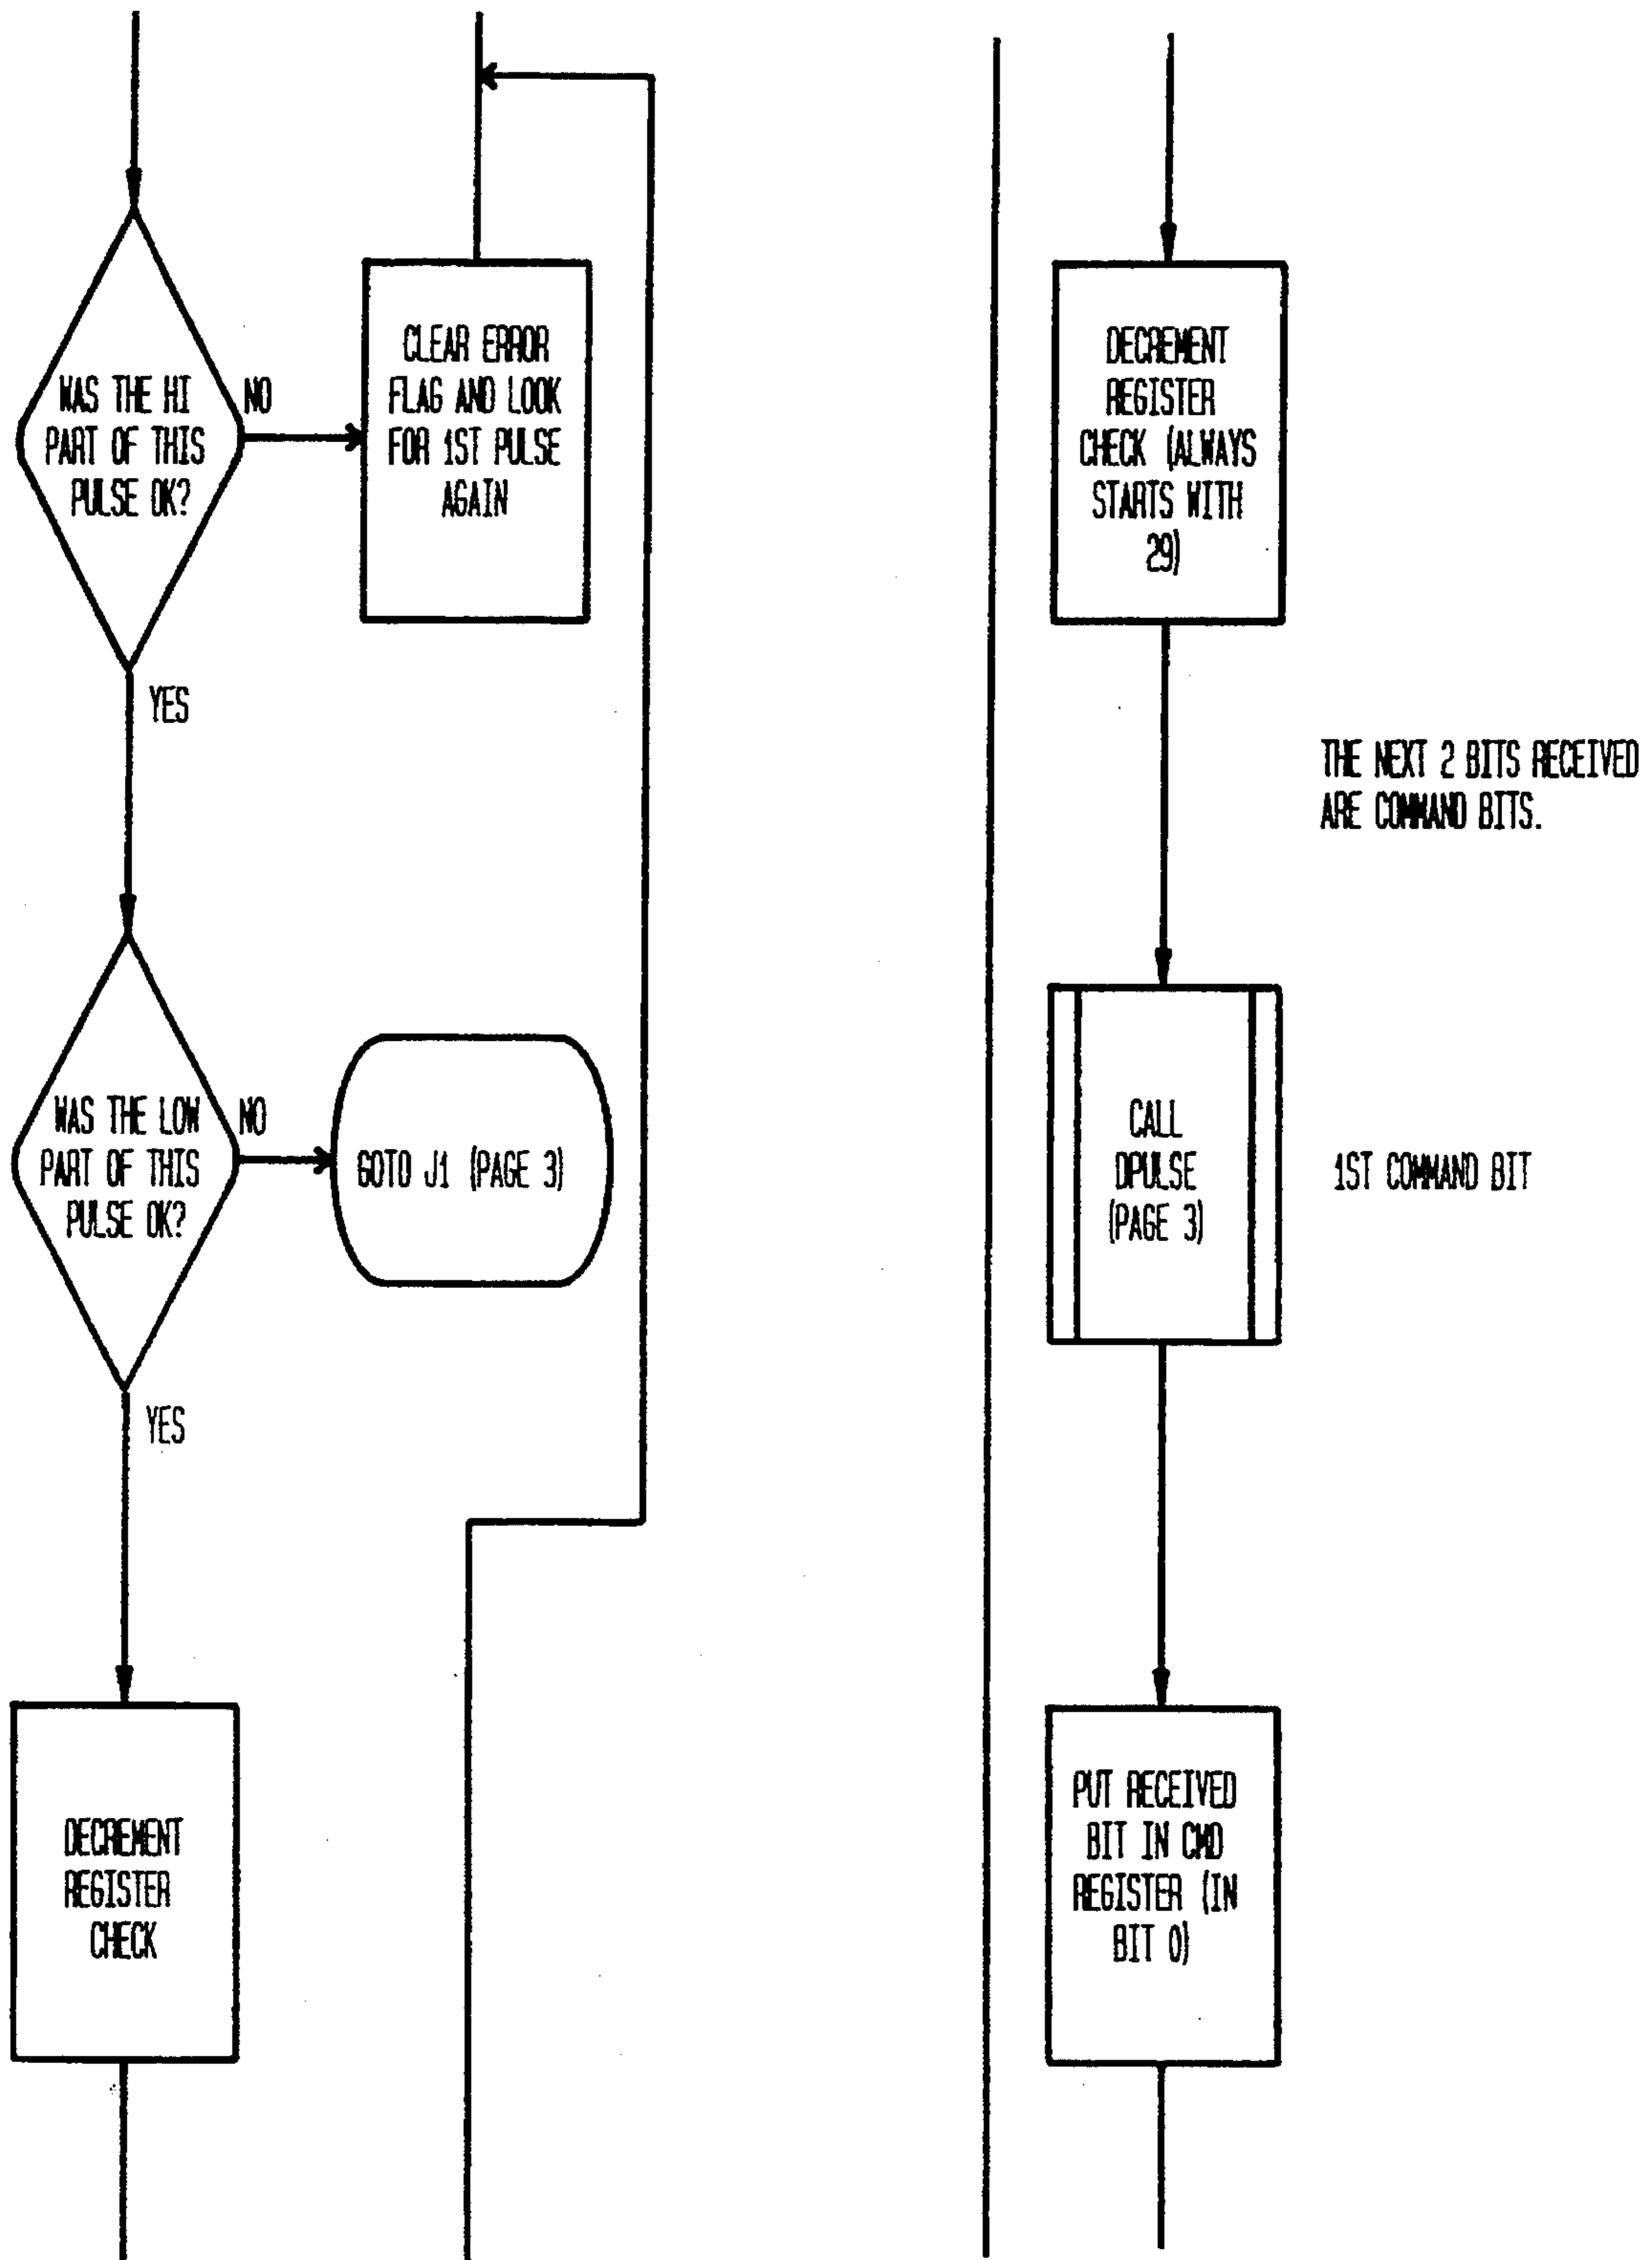 WAS THE HI
PART OF THIS
PULSE OK?
NO
YES
CLEAR ERROR
FLAG AND LOOK
FOR 1ST PULSE
AGAIN
WAS THE LOW
PART OF THIS
PULSE OK?
NO
YES
GOTO J1 (PAGE 3)
DECREMENT
REGISTER
CHECK
DECREMENT
REGISTER
CHECK (ALWAYS
STARTS WITH
29)
THE NEXT 2 BITS RECEIVED
ARE COMMAND BITS.
CALL
DPULSE
(PAGE 3)
1ST COMMAND BIT
PUT RECEIVED
BIT IN CMD
REGISTER (IN
BIT 0)